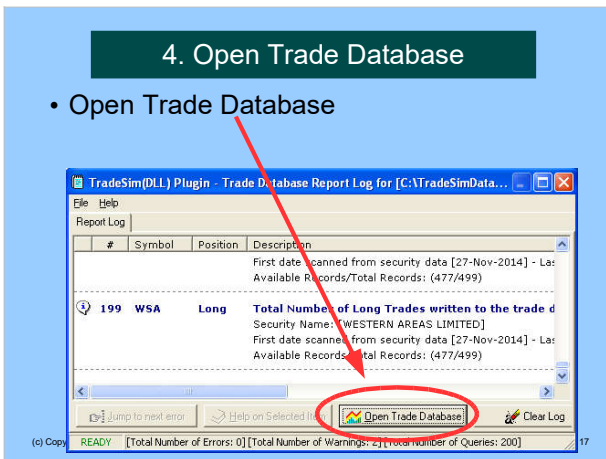 4. Open Trade Database
• Open Trade Database
TradeSim(DLL) Plugin - Trade Database Report Log for [C:\TradeSimData...
File Help
Report Log
# Symbol Position Description
First date scanned from security data [27-Nov-2014] - Las
Available Records/Total Records: (477/499)
199 WSA Long Total Number of Long Trades written to the trade d
Security Name: [WESTERN AREAS LIMITED]
First date scanned from security data [27-Nov-2014] - Las
Available Records/Total Records: (477/499)
Jump to next error Help on Selected Item Open Trade Database Clear Log
(c) Copy READY [Total Number of Errors: 0] [Total Number of Warnings: 2] [Total Number of Queries: 200] 17